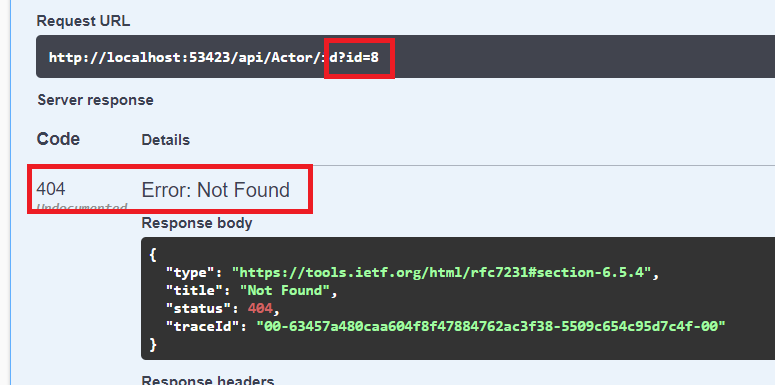 Request URL
http://localhost:53423/api/Actor/id?id=8
Server response
Code Details
404 Error: Not Found
Undocumented
Response body
{
"type": "https://tools.ietf.org/html/rfc7231#section-6.5.4",
"title": "Not Found",
"status": 404,
"traceId": "00-63457a480caa604f8f47884762ac3f38-5509c654c95d7c4f-00"
}
Response headers